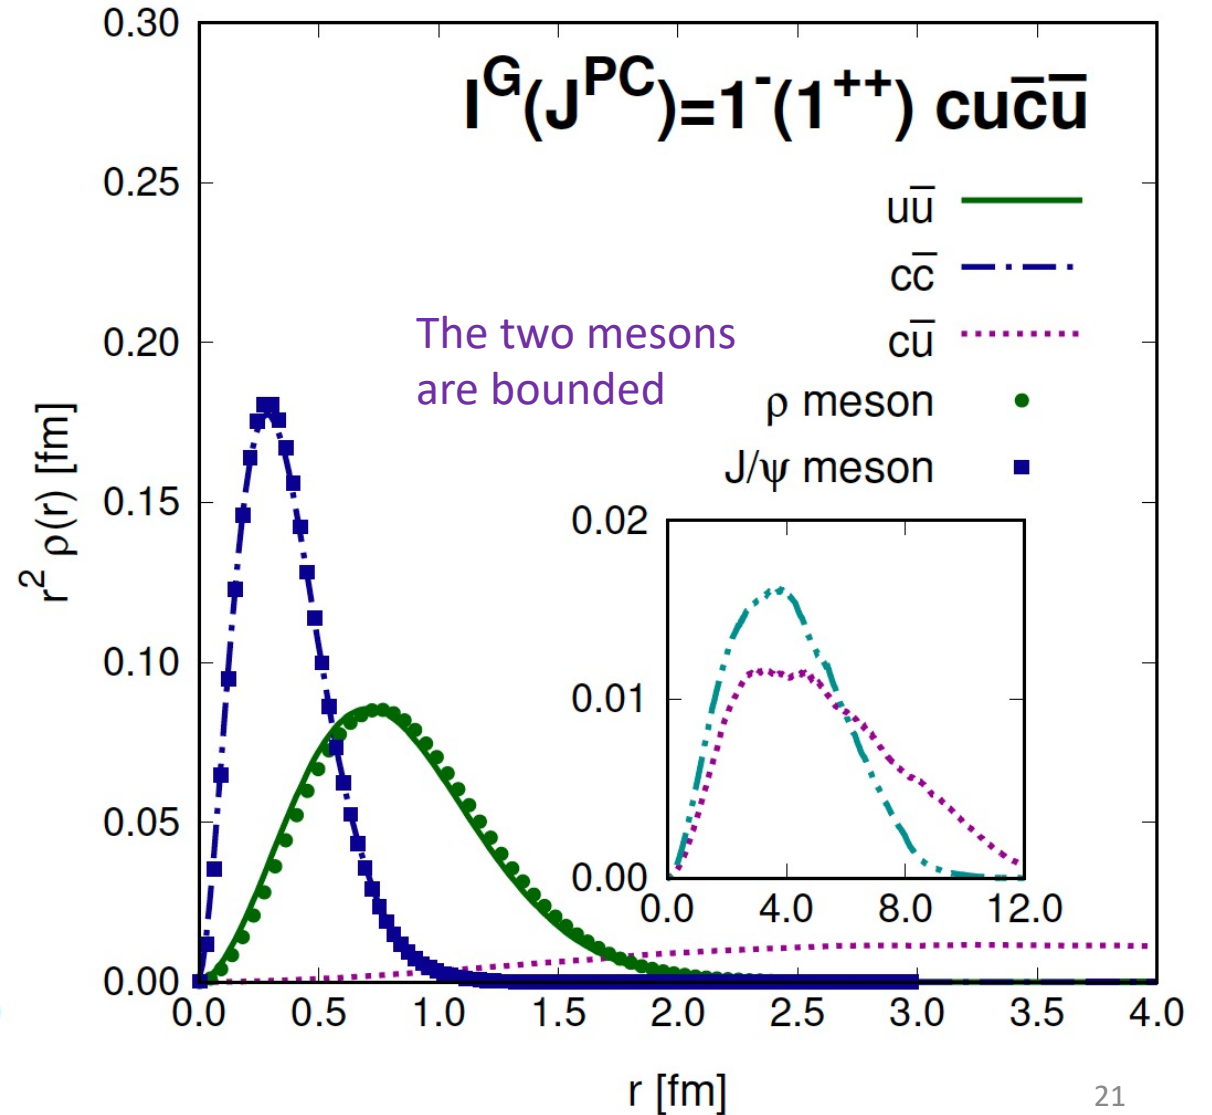 I^G(J^PC)=1^-(1^++) cuc̅u̅
uu̅
cc̅
cu̅
ρ meson
J/ψ meson
The two mesons
are bounded
r^2 ρ(r) [fm]
0.30
0.25
0.20
0.15
0.10
0.05
0.00
0.02
0.01
0.00
0.0 4.0 8.0 12.0
0.0 0.5 1.0 1.5 2.0 2.5 3.0 3.5 4.0
r [fm]
21